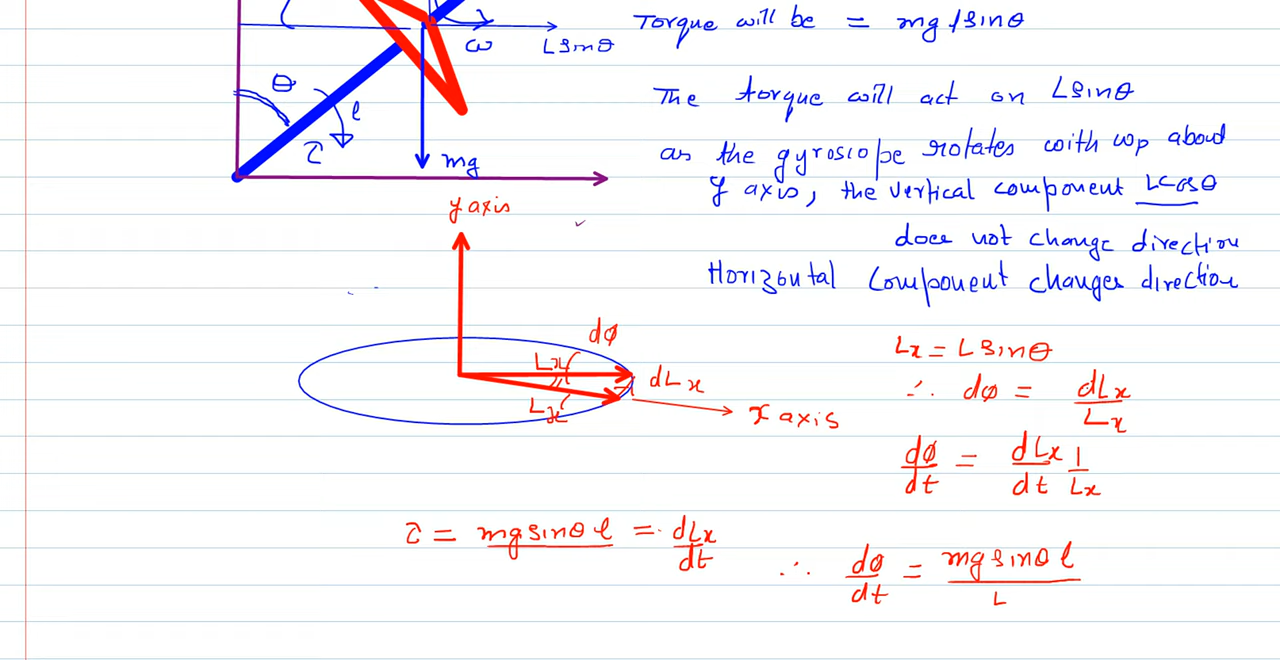 Torque will be = mg l sinθ
ω
L sinθ
θ
l
τ
mg
The torque will act on L sinθ
as the gyroscope rotates with ωp about
y axis, the vertical component L cosθ
does not change direction
Horizontal component changes direction
y axis
dφ
Lx
dLx
Lx
x axis
Lx = L sinθ
∴ dφ = dLx / Lx
dφ/dt = dLx/dt 1/Lx
τ = mg sinθ l = dLx/dt
∴ dφ/dt = mg sinθ l / L